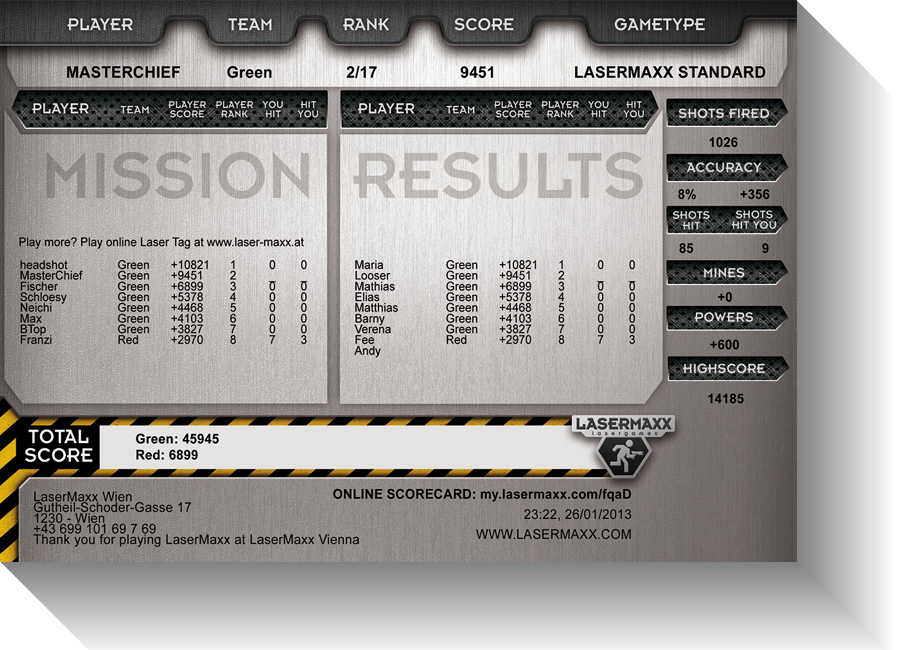 PLAYER TEAM RANK SCORE GAMETYPE
MASTERCHIEF Green 2/17 9451 LASERMAXX STANDARD
PLAYER TEAM PLAYER SCORE PLAYER RANK YOU HIT HIT YOU
MISSION
Play more? Play online Laser Tag at www.laser-maxx.at
headshot Green +10821 1 0 0
MasterChief Green +9451 2
Fischer Green +6899 3 0 0
Schloesy Green +5378 4 0 0
Neichi Green +4468 5 0 0
Max Green +4103 6 0 0
BTop Green +3827 7 0 0
Franzi Red +2970 8 7 3
PLAYER TEAM PLAYER SCORE PLAYER RANK YOU HIT HIT YOU
RESULTS
Maria Green +10821 1 0 0
Looser Green +9451 2
Mathias Green +6899 3 0 0
Elias Green +5378 4 0 0
Matthias Green +4468 5 0 0
Barny Green +4103 6 0 0
Verena Green +3827 7 0 0
Fee Red +2970 8 7 3
Andy
SHOTS FIRED
1026
ACCURACY
8% +356
SHOTS HIT SHOTS HIT YOU
85 9
MINES
+0
POWERS
+600
HIGHSCORE
14185
TOTAL SCORE
Green: 45945
Red: 6899
LASERMAXX
lasergames
LaserMaxx Wien
Gutheil-Schoder-Gasse 17
1230 - Wien
+43 699 101 69 7 69
Thank you for playing LaserMaxx at LaserMaxx Vienna
ONLINE SCORECARD: my.lasermaxx.com/fqaD
23:22, 26/01/2013
WWW.LASERMAXX.COM